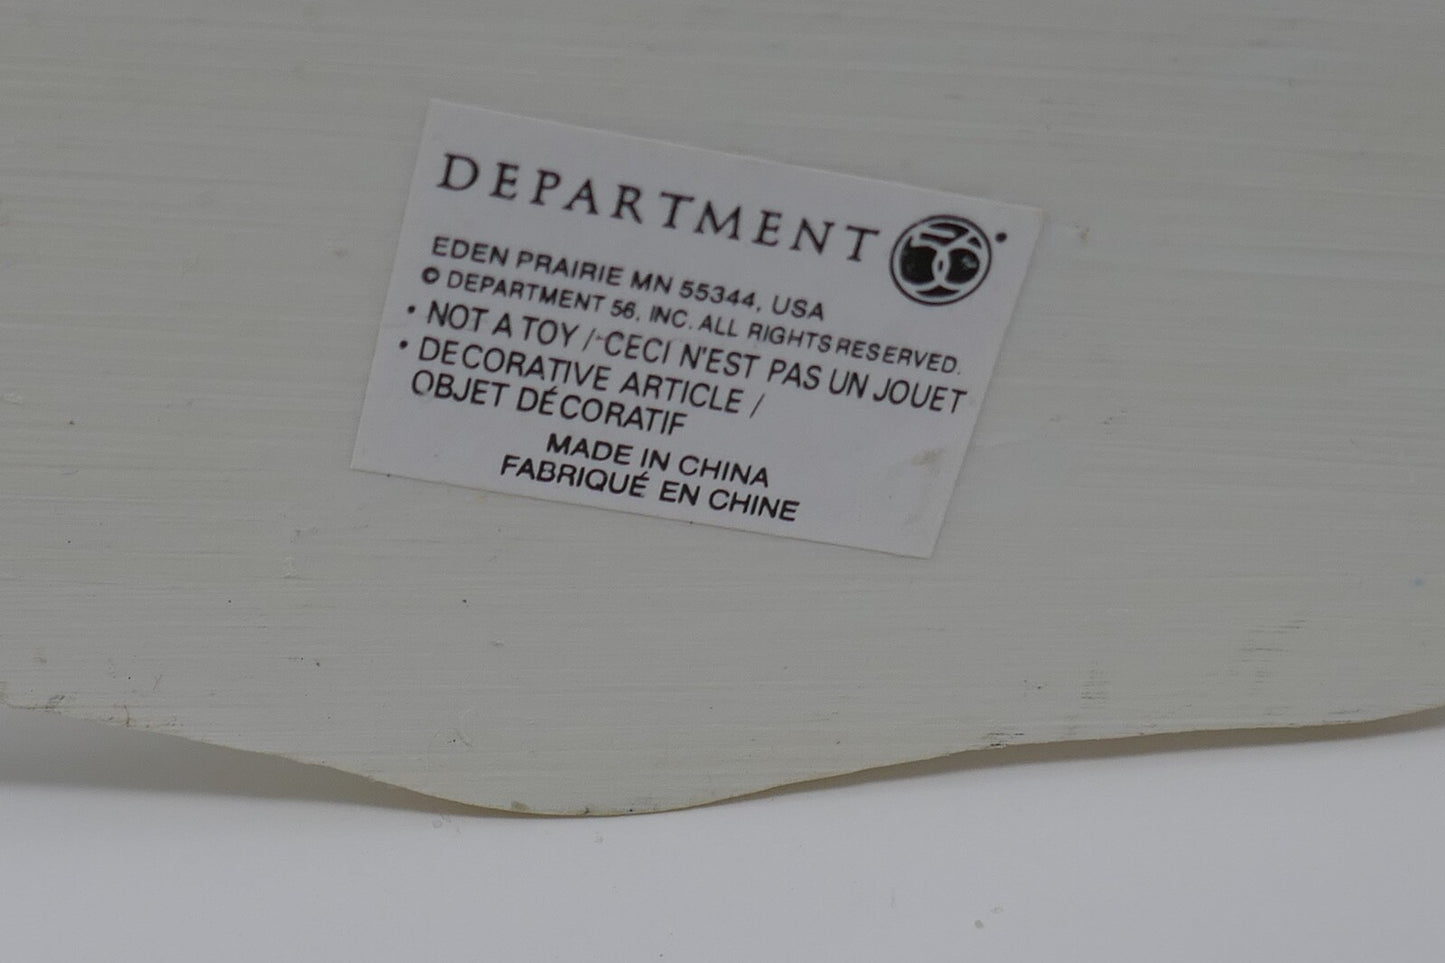 DEPARTMENT 56
EDEN PRAIRIE MN 55344, USA
© DEPARTMENT 56, INC. ALL RIGHTS RESERVED.
• NOT A TOY / CECI N'EST PAS UN JOUET
• DECORATIVE ARTICLE /
OBJET DÉCORATIF
MADE IN CHINA
FABRIQUÉ EN CHINE